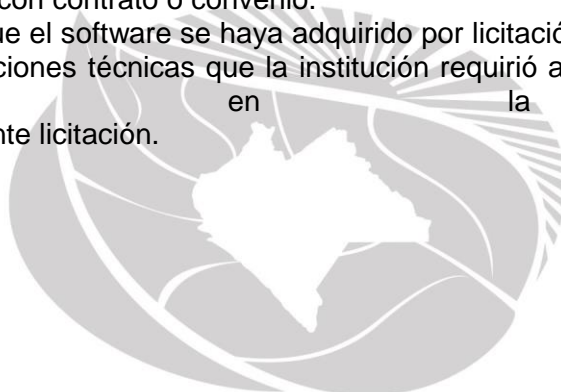 con contrato o convenio.
ue el software se haya adquirido por licitació
ciones técnicas que la institución requirió a
en la
nte licitación.